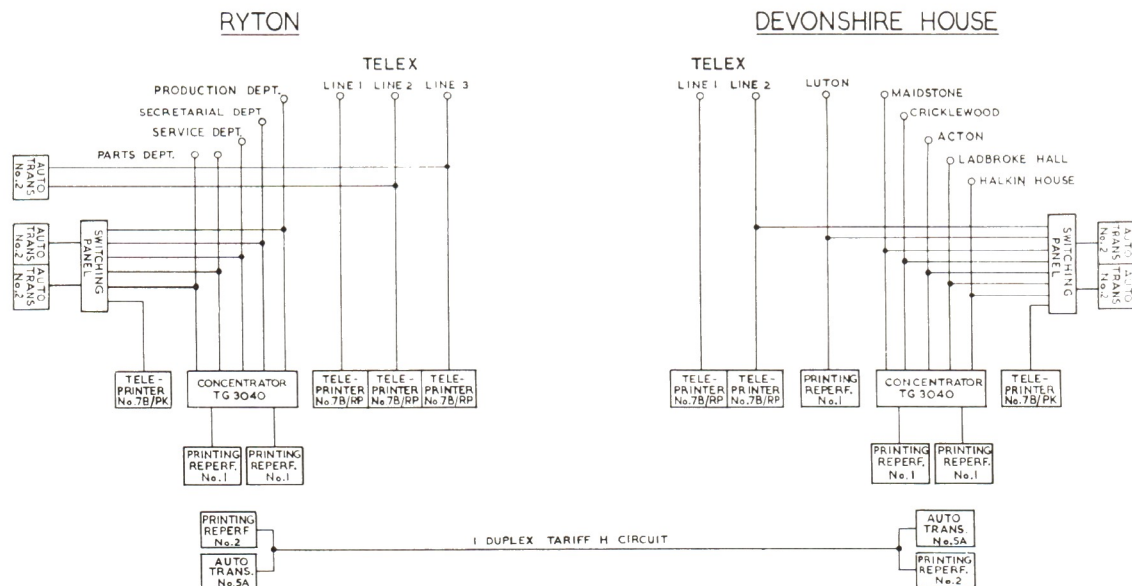 RYTON
DEVONSHIRE HOUSE
TELEX
PRODUCTION DEPT.
LINE 1
LINE 2
LINE 3
SECRETARIAL DEPT
SERVICE DEPT.
PARTS DEPT.
AUTO
TRANS
No.2
AUTO
TRANS
No.2
AUTO
TRANS
No.2
SWITCHING
PANEL
TELE-
PRINTER
No.7B/PK
CONCENTRATOR
TG 3040
TELE-
PRINTER
No.7B/RP
TELE-
PRINTER
No.7B/RP
TELE-
PRINTER
No.7B/RP
PRINTING
REPERF.
No.1
PRINTING
REPERF.
No.1
TELEX
LINE 1
LINE 2
LUTON
MAIDSTONE
CRICKLEWOOD
ACTON
LADBROKE HALL
HALKIN HOUSE
SWITCHING
PANEL
AUTO
TRANS
No.2
AUTO
TRANS
No.2
TELE-
PRINTER
No.7B/RP
TELE-
PRINTER
No.7B/RP
PRINTING
REPERF.
No.1
CONCENTRATOR
TG 3040
TELE-
PRINTER
No.7B/PK
PRINTING
REPERF.
No.1
PRINTING
REPERF.
No.1
PRINTING
REPERF
No.2
AUTO
TRANS.
No.5A
1 DUPLEX TARIFF H CIRCUIT
AUTO
TRANS.
No.5A
PRINTING
REPERF.
No.2